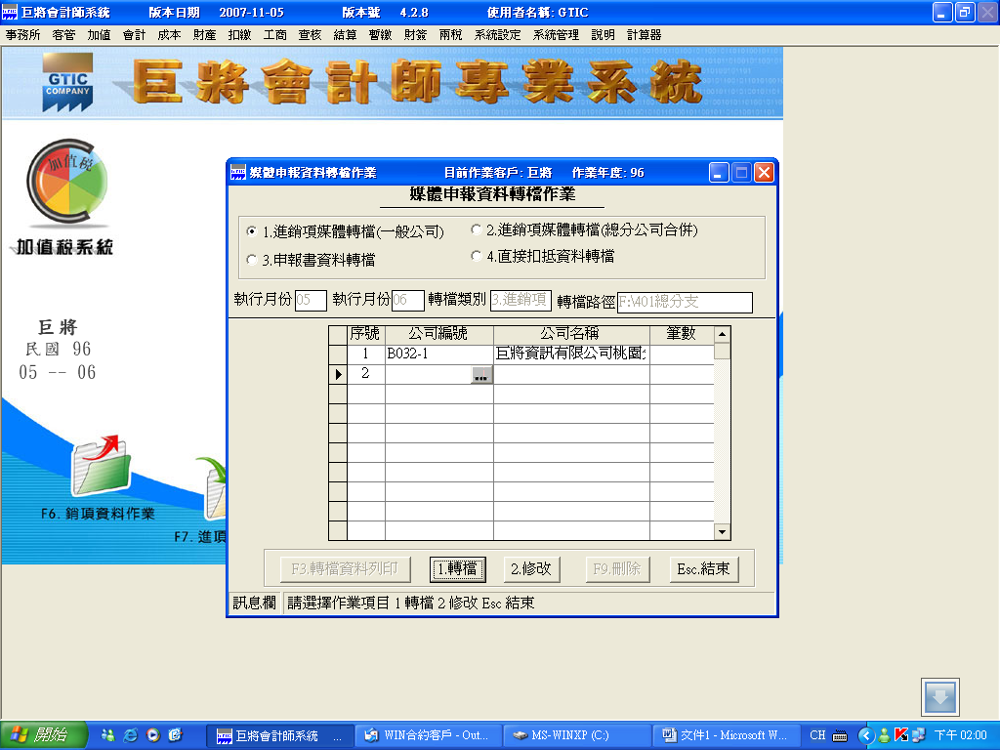 巨將會計師系統 版本日期 2007-11-05 版本號 4.2.8 使用者名稱: GTIC
事務所 客管 加值 會計 成本 財產 扣繳 工商 查核 結算 暫繳 財簽 兩稅 系統設定 系統管理 說明 計算器
GTIC COMPANY 巨將會計師專業系統
加值稅
加值稅系統
巨將
民國 96
05 -- 06
F6. 銷項資料作業
F7. 進項
媒體申報資料轉檔作業 目前作業客戶: 巨將 作業年度: 96
媒體申報資料轉檔作業
1.進銷項媒體轉檔(一般公司) 2.進銷項媒體轉檔(總分公司合併)
3.申報書資料轉檔 4.直接扣抵資料轉檔
執行月份 05 執行月份 06 轉檔類別 3.進銷項 轉檔路徑 F:\401總分支
序號 公司編號 公司名稱 筆數
1 B032-1 巨將資訊有限公司桃園
2 ...
F3.轉檔資料列印 1.轉檔 2.修改 F9.刪除 Esc.結束
訊息欄 請選擇作業項目 1 轉檔 2 修改 Esc 結束
開始 巨將會計師系統 ... WIN合約客戶 - Out... MS-WINXP (C:) 文件1 - Microsoft W... CH 下午 02:00